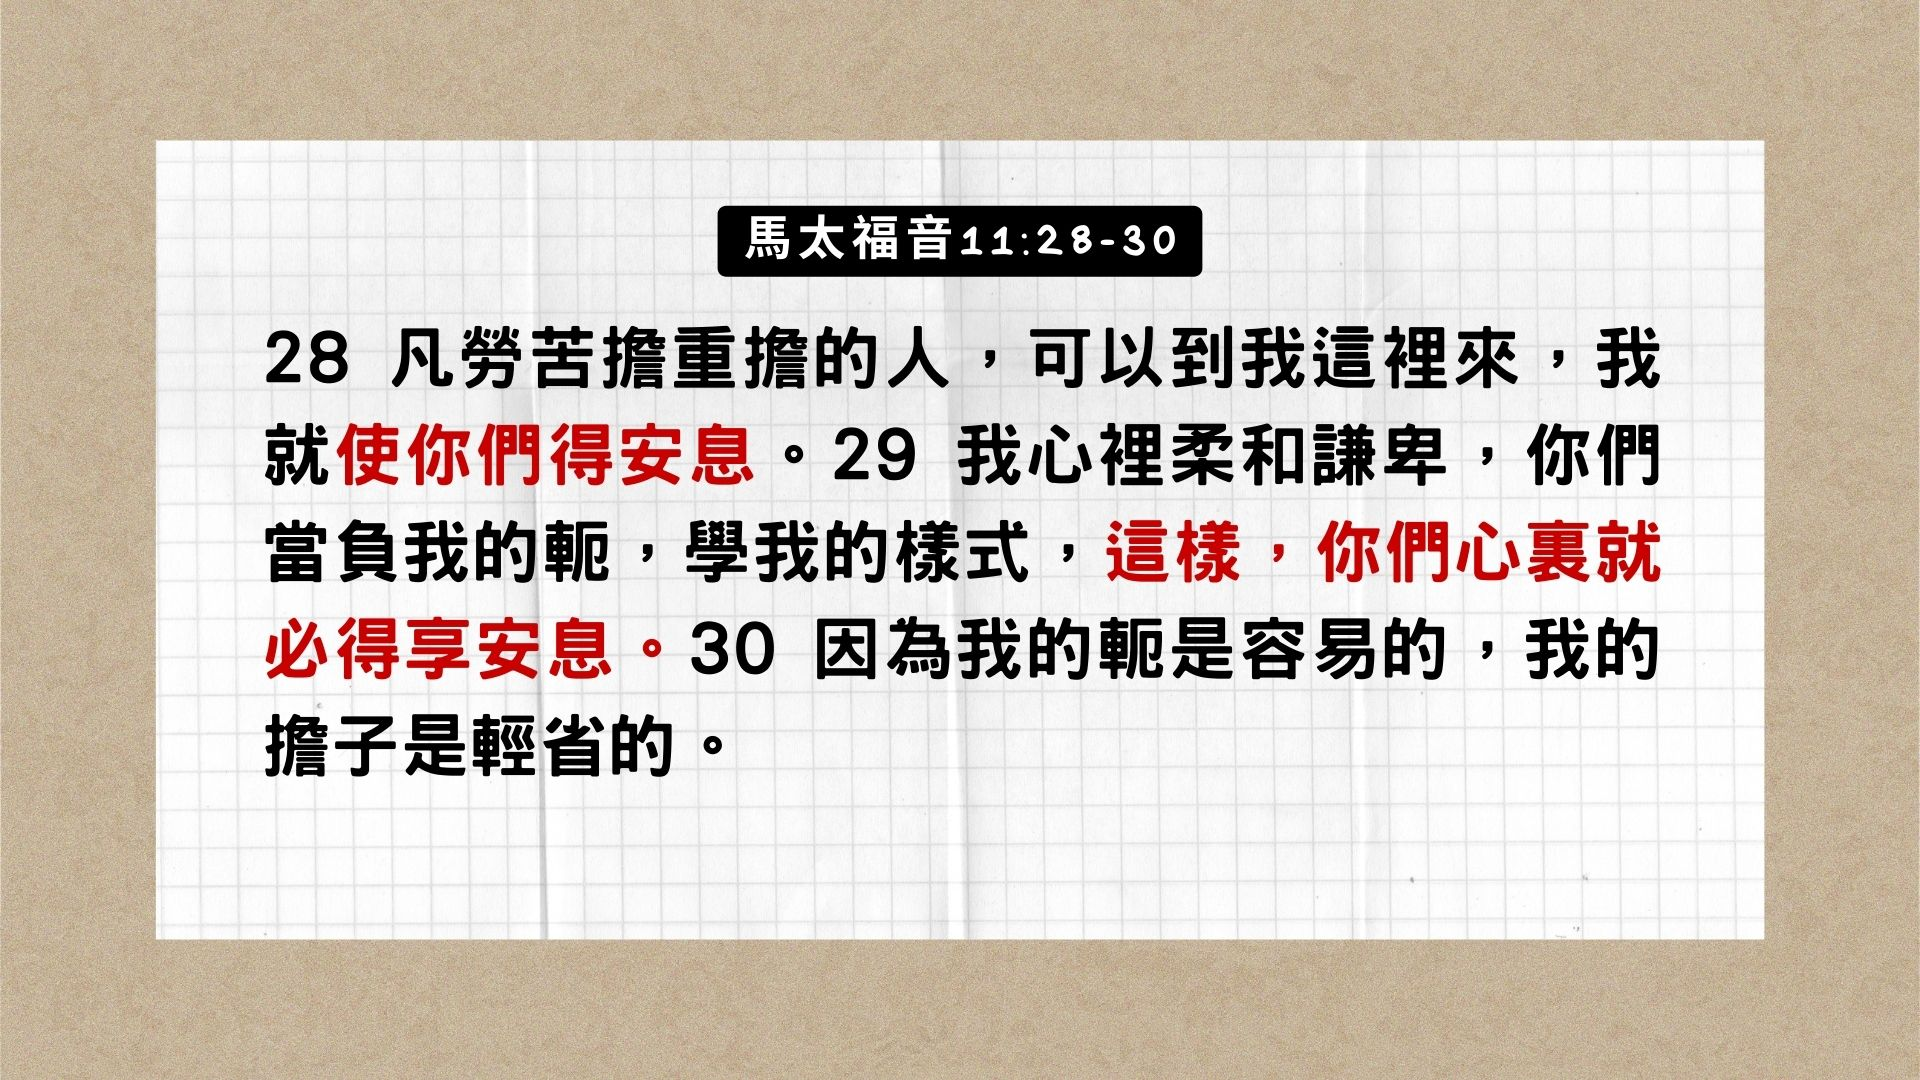 馬太福音11:28-30
28 凡勞苦擔重擔的人，可以到我這裡來，我
就使你們得安息。29 我心裡柔和謙卑，你們
當負我的軛，學我的樣式，這樣，你們心裏就
必得享安息。30 因為我的軛是容易的，我的
擔子是輕省的。